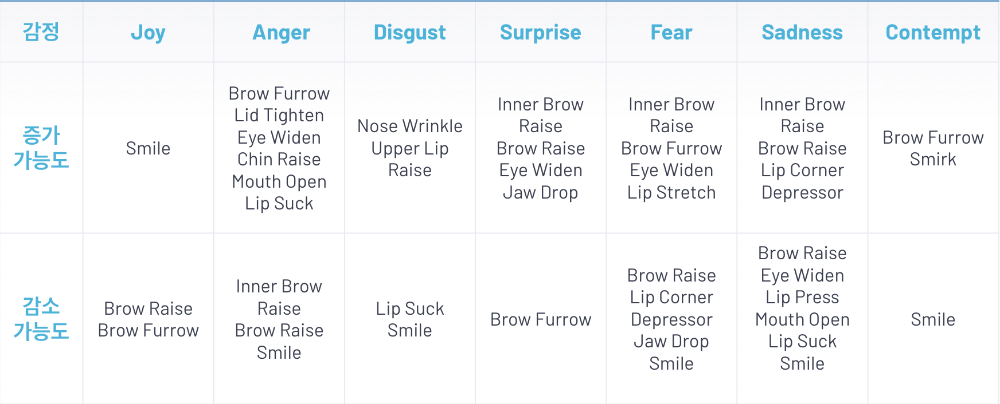 감정
Joy
Anger
Disgust
Surprise
Fear
Sadness
Contempt
증가
가능도
Smile
Brow Furrow
Lid Tighten
Eye Widen
Chin Raise
Mouth Open
Lip Suck
Nose Wrinkle
Upper Lip
Raise
Inner Brow
Raise
Brow Raise
Eye Widen
Jaw Drop
Inner Brow
Raise
Brow Furrow
Eye Widen
Lip Stretch
Inner Brow
Raise
Brow Raise
Lip Corner
Depressor
Brow Furrow
Smirk
감소
가능도
Brow Raise
Brow Furrow
Inner Brow
Raise
Brow Raise
Smile
Lip Suck
Smile
Brow Furrow
Brow Raise
Lip Corner
Depressor
Jaw Drop
Smile
Brow Raise
Eye Widen
Lip Press
Mouth Open
Lip Suck
Smile
Smile